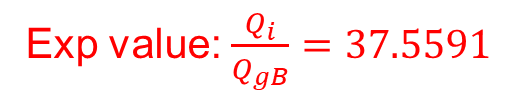 Exp value: Q_i/Q_gB = 37.5591